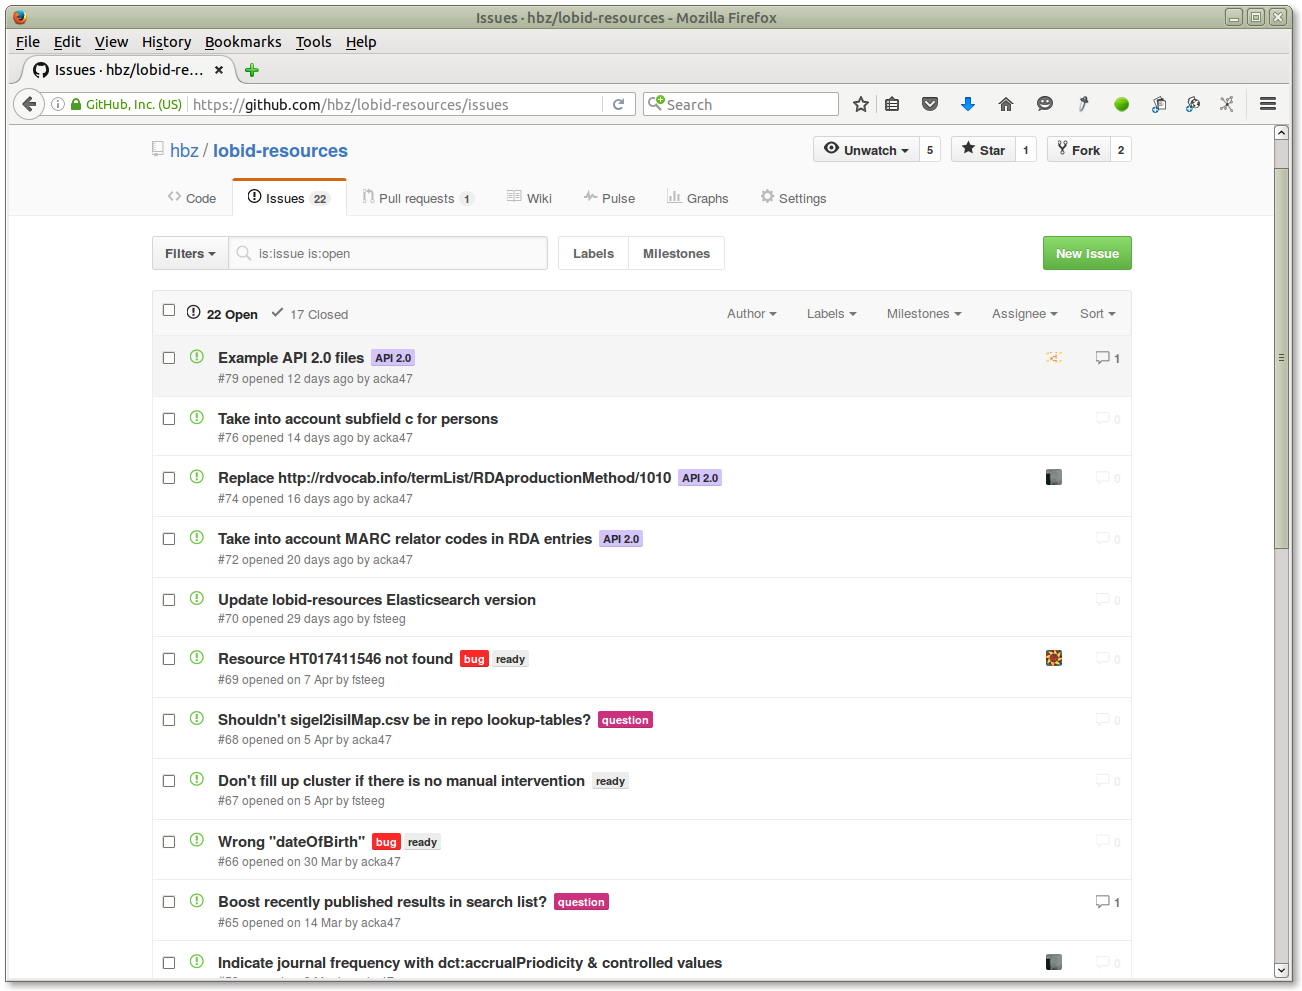 Issues · hbz/lobid-resources - Mozilla Firefox
File Edit View History Bookmarks Tools Help
Issues · hbz/lobid-re...
GitHub, Inc. (US) https://github.com/hbz/lobid-resources/issues Search
hbz / lobid-resources Unwatch 5 Star 1 Fork 2
Code Issues 22 Pull requests 1 Wiki Pulse Graphs Settings
Filters is:issue is:open Labels Milestones New issue
22 Open 17 Closed Author Labels Milestones Assignee Sort
Example API 2.0 files API 2.0 1
#79 opened 12 days ago by acka47
Take into account subfield c for persons 0
#76 opened 14 days ago by acka47
Replace http://rdvocab.info/termList/RDAproductionMethod/1010 API 2.0 0
#74 opened 16 days ago by acka47
Take into account MARC relator codes in RDA entries API 2.0 0
#72 opened 20 days ago by acka47
Update lobid-resources Elasticsearch version 0
#70 opened 29 days ago by fsteeg
Resource HT017411546 not found bug ready 0
#69 opened on 7 Apr by fsteeg
Shouldn't sigel2isilMap.csv be in repo lookup-tables? question 0
#68 opened on 5 Apr by acka47
Don't fill up cluster if there is no manual intervention ready 0
#67 opened on 5 Apr by fsteeg
Wrong "dateOfBirth" bug ready 0
#66 opened on 30 Mar by acka47
Boost recently published results in search list? question 1
#65 opened on 14 Mar by acka47
Indicate journal frequency with dct:accrualPriodicity & controlled values 0